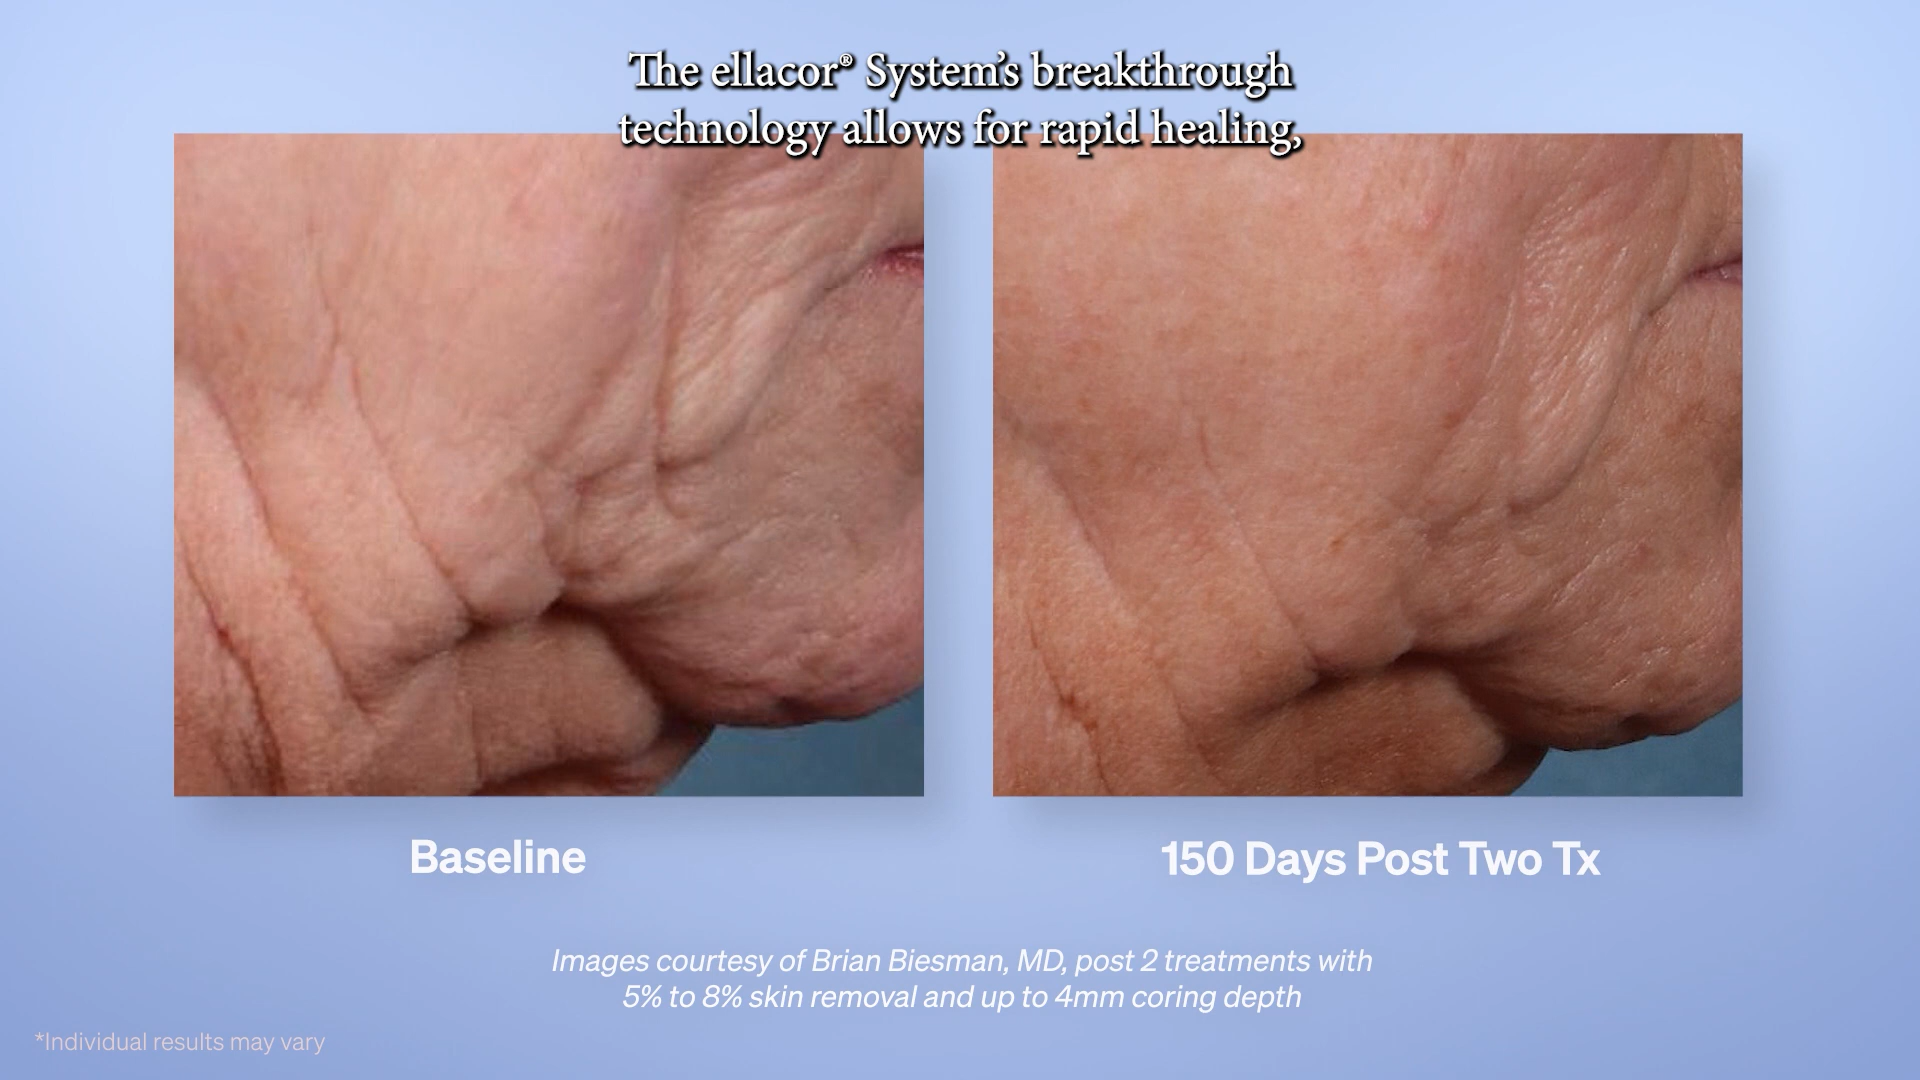 The ellacor® System’s breakthrough
technology allows for rapid healing,
Baseline
150 Days Post Two Tx
Images courtesy of Brian Biesman, MD, post 2 treatments with
5% to 8% skin removal and up to 4mm coring depth
*Individual results may vary